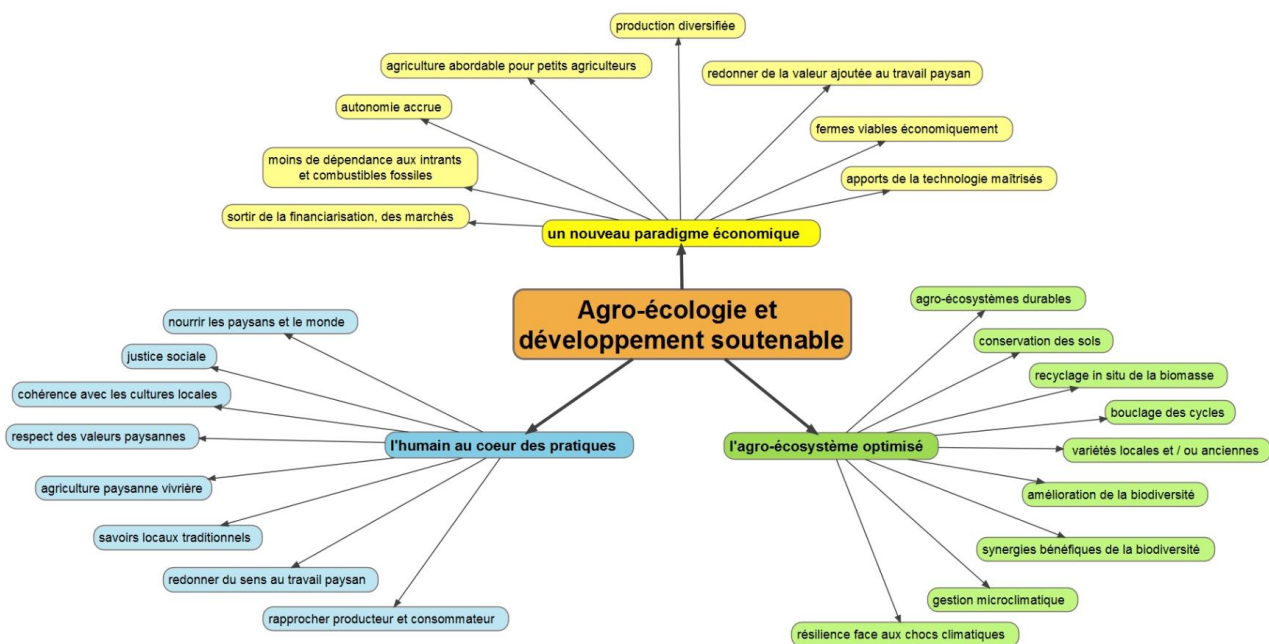 production diversifiée
agriculture abordable pour petits agriculteurs
redonner de la valeur ajoutée au travail paysan
autonomie accrue
fermes viables économiquement
moins de dépendance aux intrants
et combustibles fossiles
apports de la technologie maîtrisés
sortir de la financiarisation, des marchés
un nouveau paradigme économique
Agro-écologie et
développement soutenable
nourrir les paysans et le monde
justice sociale
cohérence avec les cultures locales
respect des valeurs paysannes
l'humain au coeur des pratiques
agriculture paysanne vivrière
savoirs locaux traditionnels
redonner du sens au travail paysan
rapprocher producteur et consommateur
agro-écosystèmes durables
conservation des sols
recyclage in situ de la biomasse
bouclage des cycles
l'agro-écosystème optimisé
variétés locales et / ou anciennes
amélioration de la biodiversité
synergies bénéfiques de la biodiversité
gestion microclimatique
résilience face aux chocs climatiques